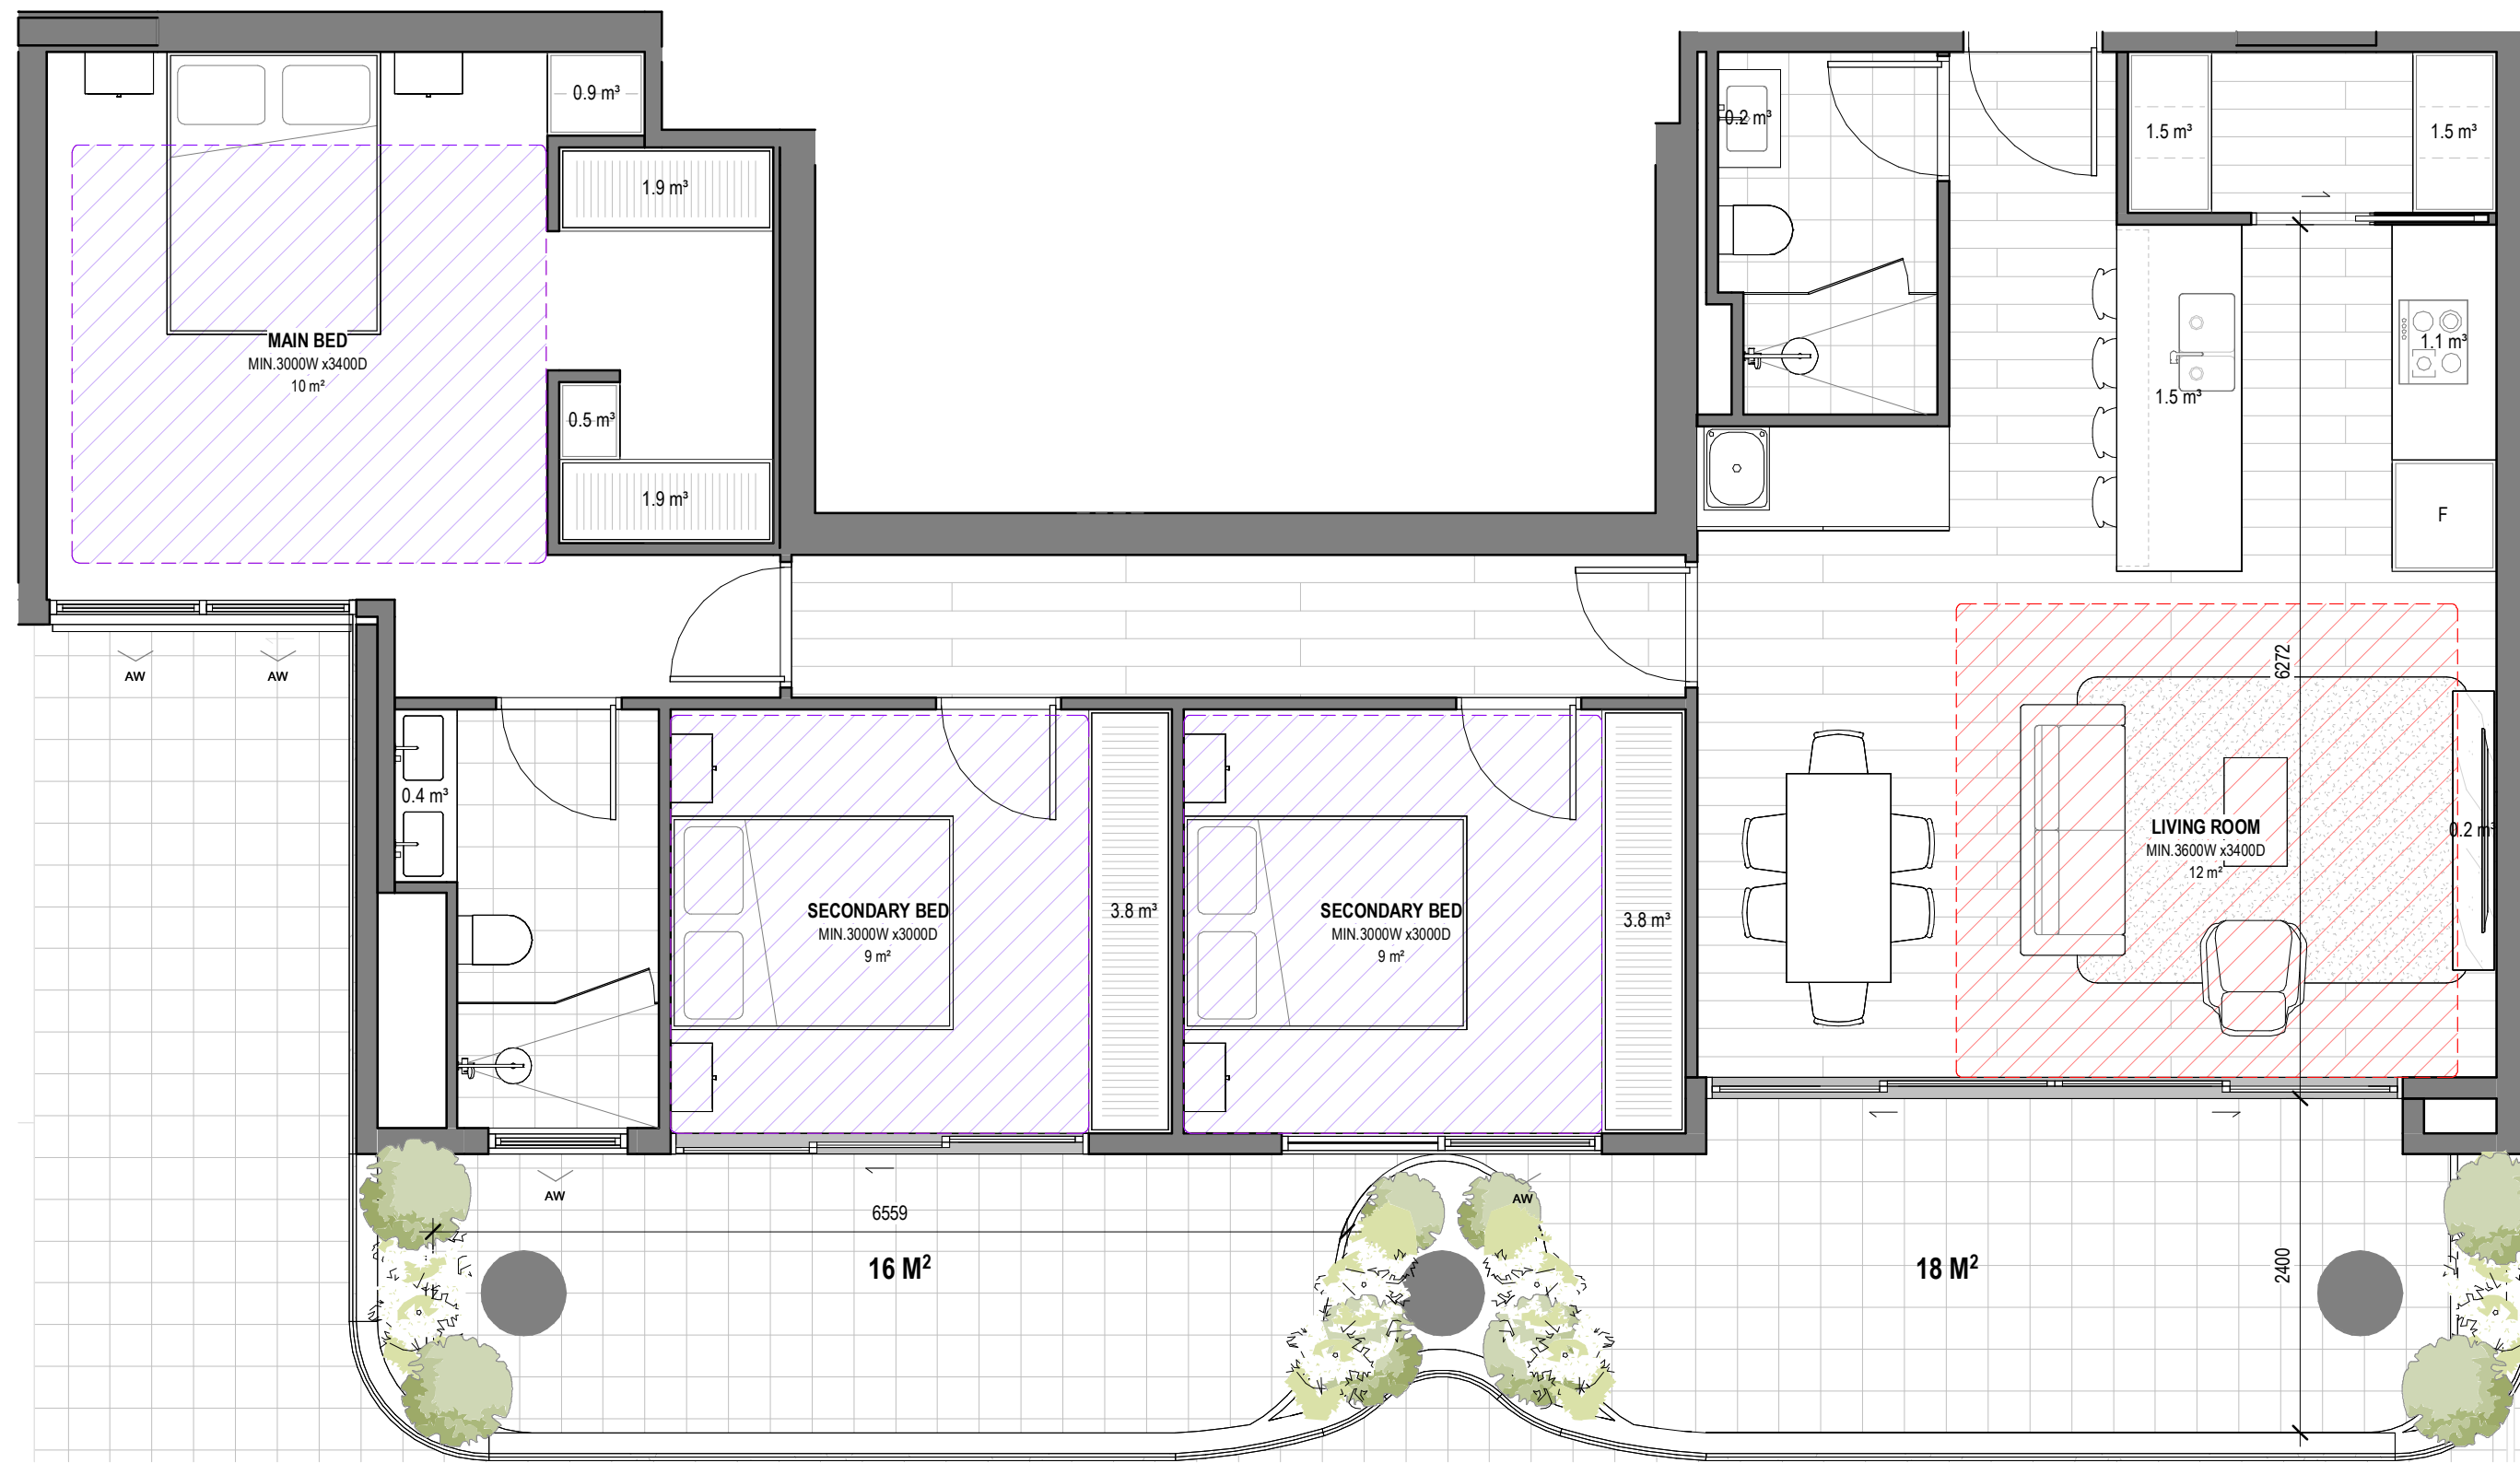 0.9 m³
1.9 m³
MAIN BED
MIN.3000W x3400D
10 m²
0.5 m³
1.9 m³
0.2 m³
1.5 m³
1.5 m³
1.1 m³
1.5 m³
F
AW
AW
6272
0.4 m³
SECONDARY BED
MIN.3000W x3000D
9 m²
3.8 m³
SECONDARY BED
MIN.3000W x3000D
9 m²
3.8 m³
LIVING ROOM
MIN.3600W x3400D
12 m²
0.2 m³
AW
AW
6559
16 M²
18 M²
2400